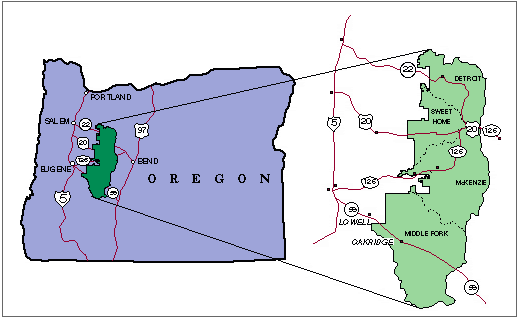 PORTLAND
SALEM
22
97
20
126
EUGENE
BEND
OREGON
5
58
22
DETROIT
SWEET
HOME
5
20
20
126
126
126
McKENZIE
58
LOWELL
MIDDLE FORK
OAKRIDGE
58